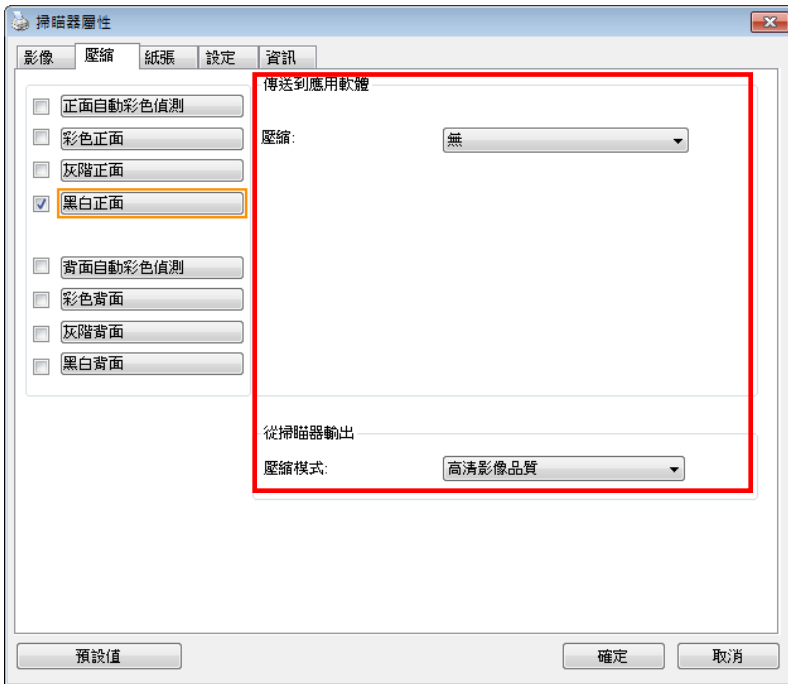 掃瞄器屬性
影像 壓縮 紙張 設定 資訊
正面自動彩色偵測
彩色正面
灰階正面
黑白正面
背面自動彩色偵測
彩色背面
灰階背面
黑白背面
傳送到應用軟體
壓縮: 無
從掃瞄器輸出
壓縮模式: 高清影像品質
預設值 確定 取消